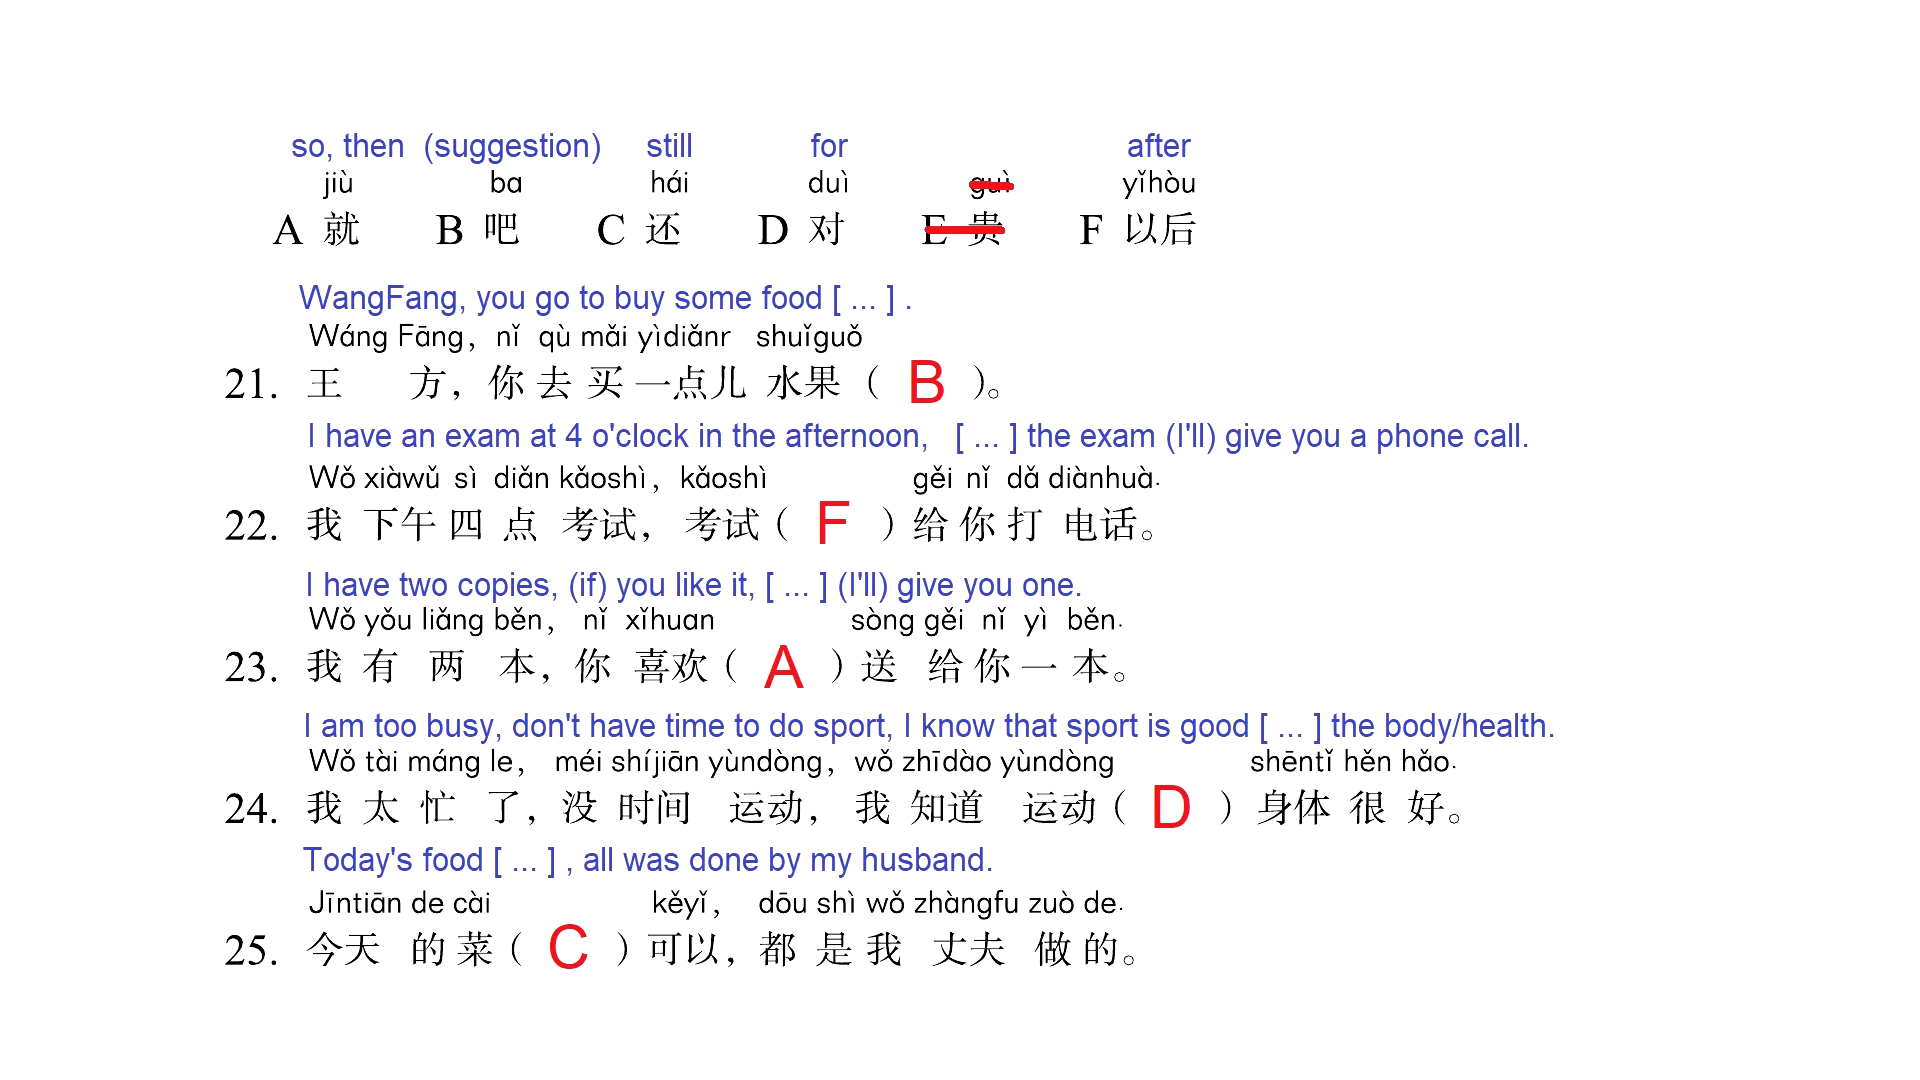 so, then (suggestion) still for after
jiù ba hái duì guì yǐhòu
A 就 B 吧 C 还 D 对 E 贵 F 以后
WangFang, you go to buy some food [ ... ] .
Wáng Fāng, nǐ qù mǎi yìdiǎnr shuǐguǒ
21. 王 方，你 去 买 一点儿 水果（ B ）。
I have an exam at 4 o'clock in the afternoon, [ ... ] the exam (I'll) give you a phone call.
Wǒ xiàwǔ sì diǎn kǎoshì, kǎoshì gěi nǐ dǎ diànhuà.
22. 我 下午 四 点 考试， 考试（ F ）给 你 打 电话。
I have two copies, (if) you like it, [ ... ] (I'll) give you one.
Wǒ yǒu liǎng běn, nǐ xǐhuan sòng gěi nǐ yì běn.
23. 我 有 两 本，你 喜欢（ A ）送 给 你 一 本。
I am too busy, don't have time to do sport, I know that sport is good [ ... ] the body/health.
Wǒ tài máng le, méi shíjiān yùndòng, wǒ zhīdào yùndòng shēntǐ hěn hǎo.
24. 我 太 忙 了，没 时间 运动， 我 知道 运动（ D ）身体 很 好。
Today's food [ ... ] , all was done by my husband.
Jīntiān de cài kěyǐ, dōu shì wǒ zhàngfu zuò de.
25. 今天 的 菜（ C ）可以，都 是 我 丈夫 做 的。